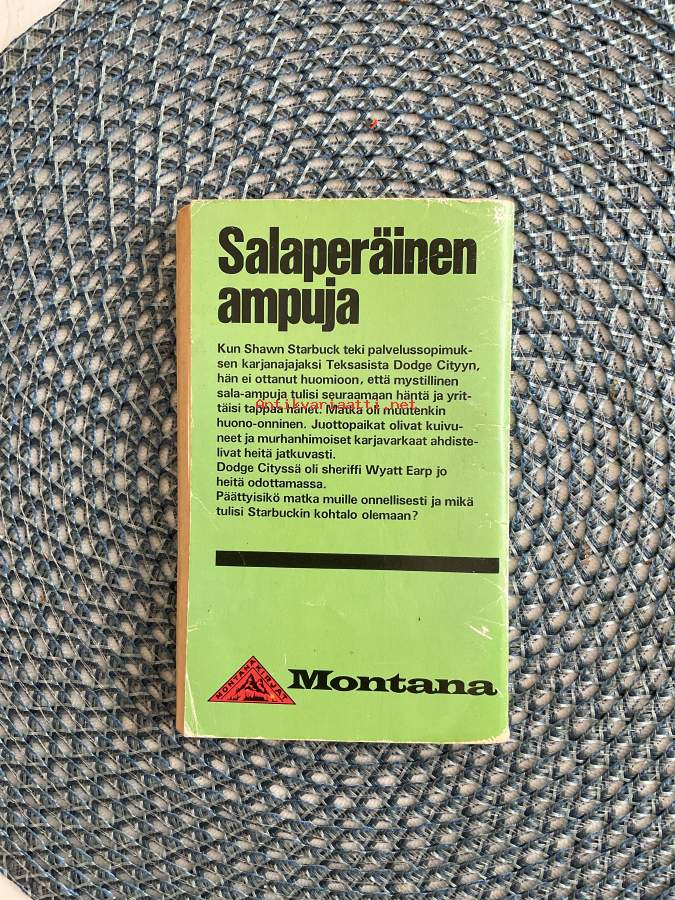 Salaperäinen
ampuja
Kun Shawn Starbuck teki palvelussopimuk-
sen karjanajajaksi Teksasista Dodge Cityyn,
hän ei ottanut huomioon, että mystillinen
sala-ampuja tulisi seuraamaan häntä ja yrit-
täisi tappaa hänet. Matka oli muutenkin
antikvariaatti.net
huono-onninen. Juottopaikat olivat kuivu-
neet ja murhanhimoiset karjavarkaat ahdiste-
livat heitä jatkuvasti.
Dodge Cityssä oli sheriffi Wyatt Earp jo
heitä odottamassa.
Päättyisikö matka muille onnellisesti ja mikä
tulisi Starbuckin kohtalo olemaan?
MONTANA KIRJAT
Montana